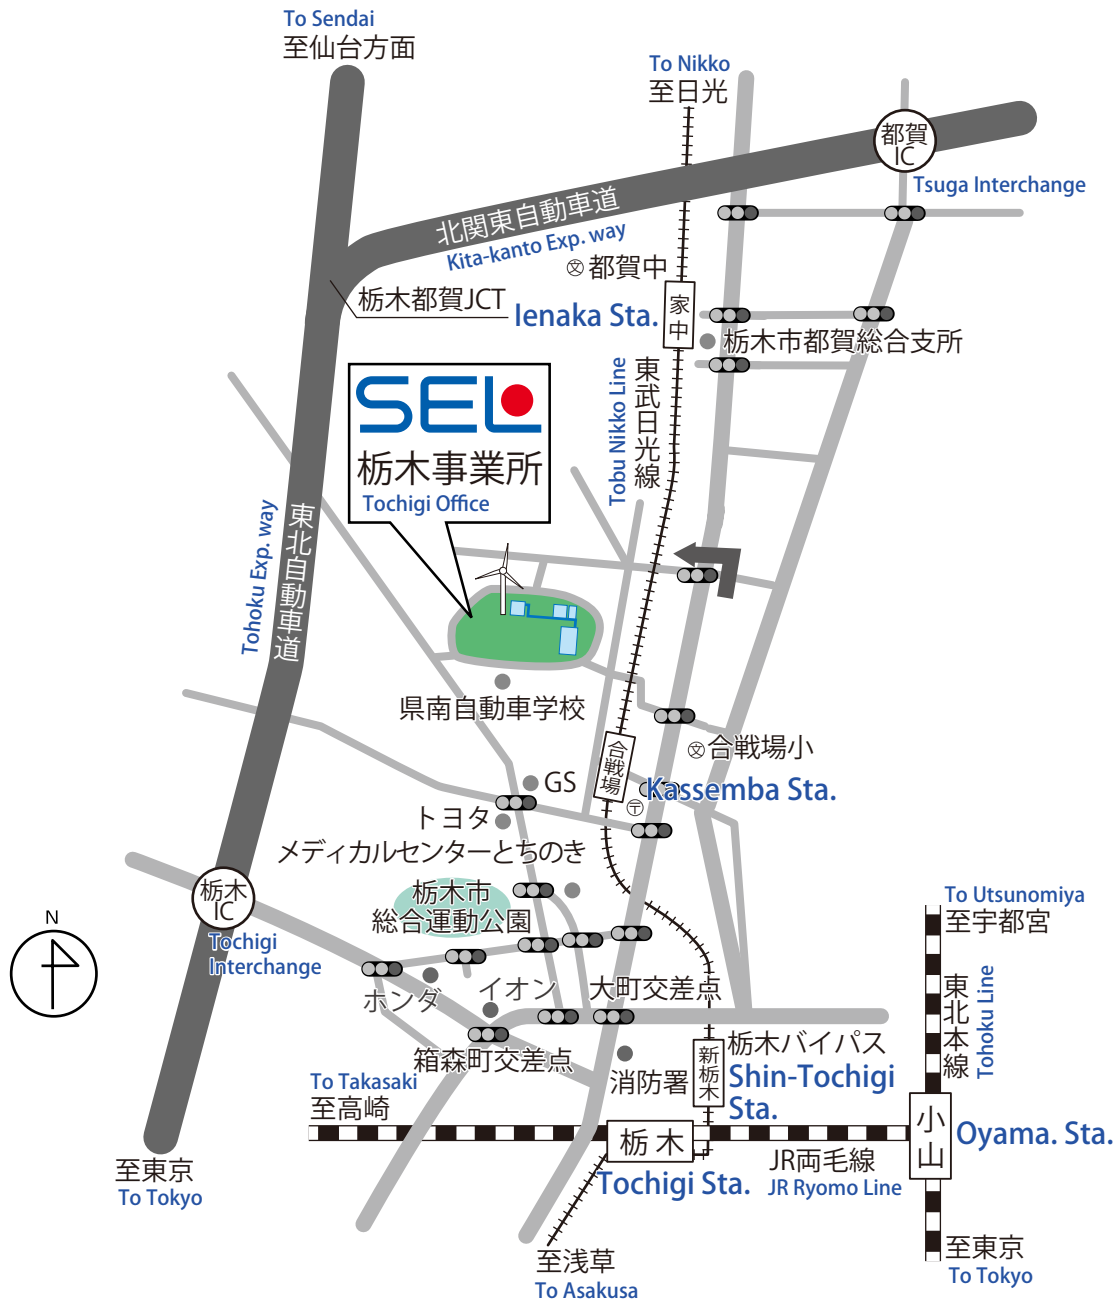 To Sendai
至仙台方面
To Nikko
至日光
都賀
IC
Tsuga Interchange
北関東自動車道
Kita-kanto Exp. way
文 都賀中
栃木都賀JCT
Ienaka Sta.
家中
栃木市都賀総合支所
東武日光線
Tobu Nikko Line
SEL
栃木事業所
Tochigi Office
東北自動車道
Tohoku Exp. way
県南自動車学校
文 合戦場小
合戦場
Kassemba Sta.
GS
〒
トヨタ
メディカルセンターとちのき
栃木市
総合運動公園
栃木
IC
Tochigi
Interchange
N
To Utsunomiya
至宇都宮
東北本線
Tohoku Line
ホンダ
イオン
大町交差点
箱森町交差点
消防署
新栃木
栃木バイパス
Shin-Tochigi
Sta.
To Takasaki
至高崎
栃木
Tochigi Sta.
JR両毛線
JR Ryomo Line
小山
Oyama. Sta.
至東京
To Tokyo
至浅草
To Asakusa
至東京
To Tokyo